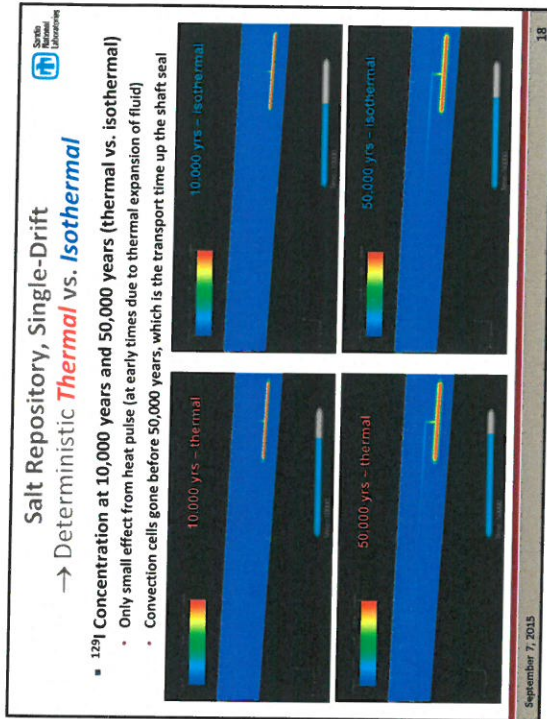 Salt Repository, Single-Drift
→ Deterministic Thermal vs. Isothermal
Sandia
National
Laboratories
■ ¹²⁹I Concentration at 10,000 years and 50,000 years (thermal vs. isothermal)
• Only small effect from heat pulse (at early times due to thermal expansion of fluid)
• Convection cells gone before 50,000 years, which is the transport time up the shaft seal
10,000 yrs – thermal
10,000 yrs – isothermal
50,000 yrs – thermal
50,000 yrs – isothermal
September 7, 2015
18